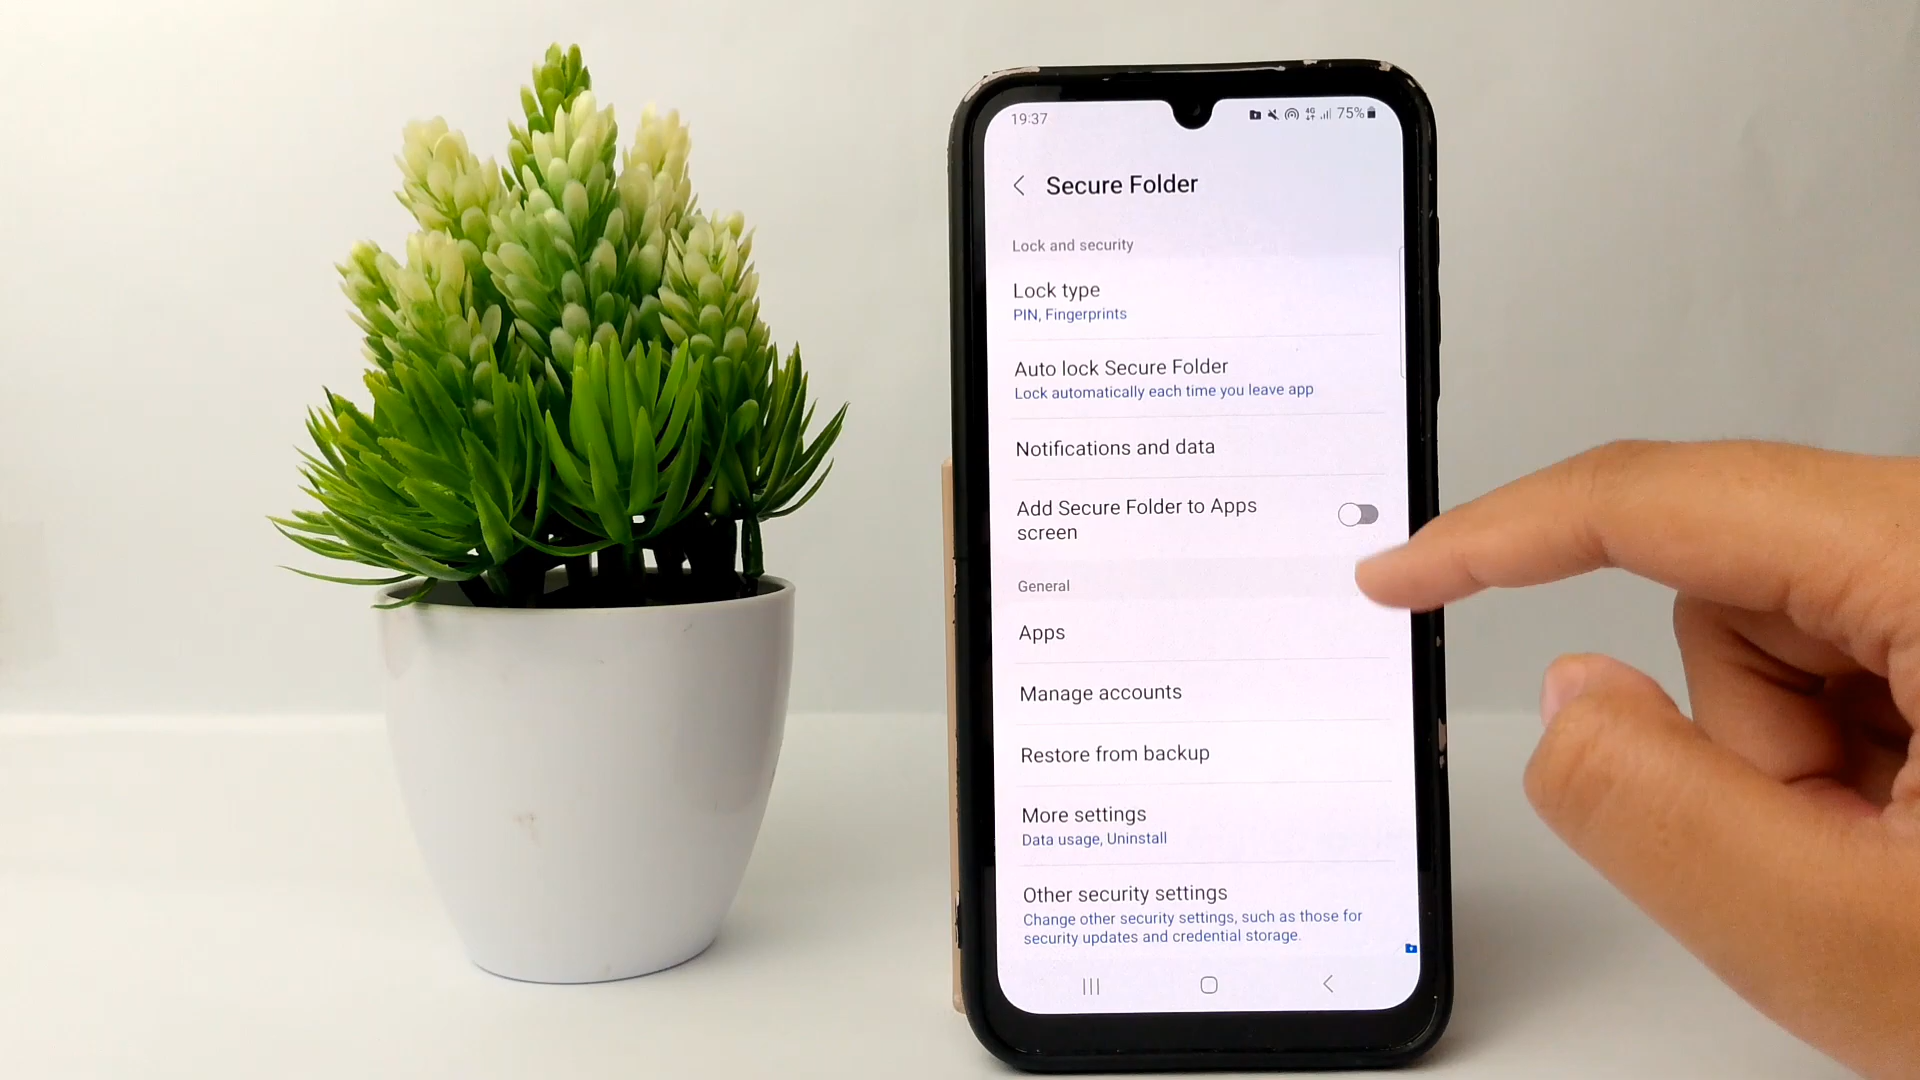 19:37
4G 75%
Secure Folder
Lock and security
Lock type
PIN, Fingerprints
Auto lock Secure Folder
Lock automatically each time you leave app
Notifications and data
Add Secure Folder to Apps
screen
General
Apps
Manage accounts
Restore from backup
More settings
Data usage, Uninstall
Other security settings
Change other security settings, such as those for
security updates and credential storage.